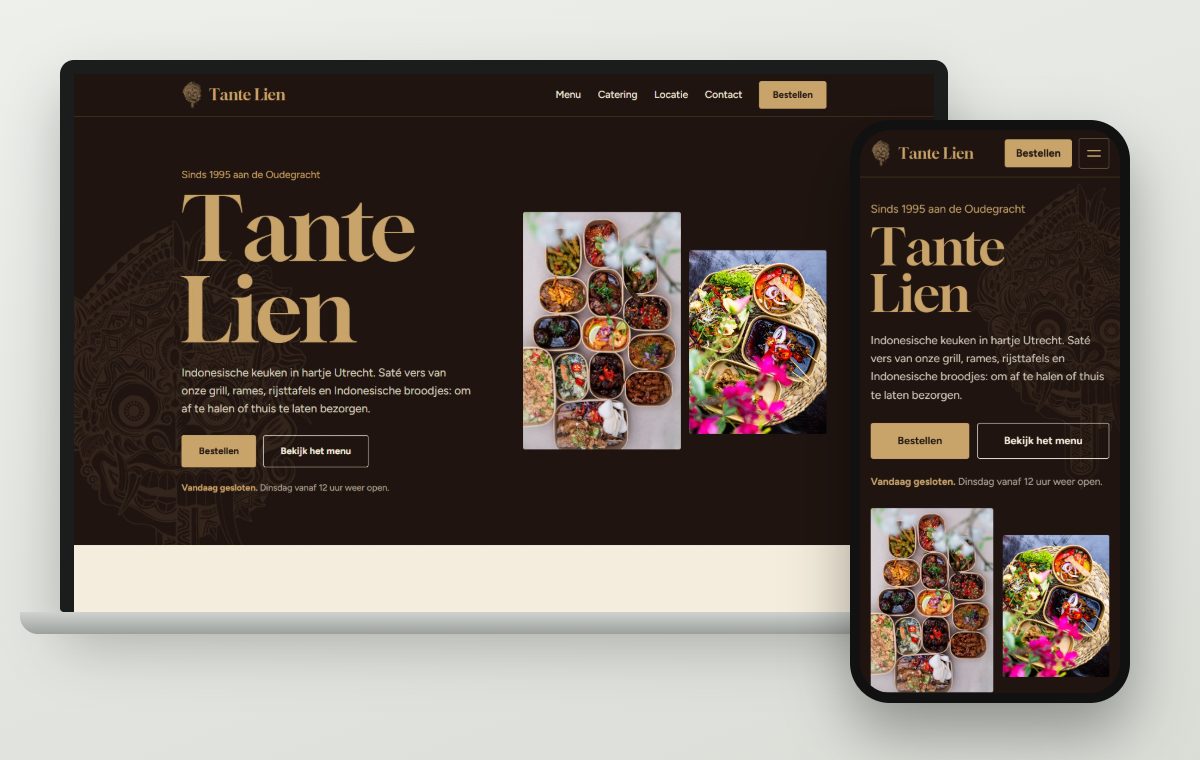 Tante Lien
Menu Catering Locatie Contact Bestellen
Sinds 1995 aan de Oudegracht
Tante
Lien
Indonesische keuken in hartje Utrecht. Saté vers van
onze grill, rames, rijsttafels en Indonesische broodjes: om
af te halen of thuis te laten bezorgen.
Bestellen Bekijk het menu
Vandaag gesloten. Dinsdag vanaf 12 uur weer open.
Tante Lien Bestellen
Sinds 1995 aan de Oudegracht
Tante
Lien
Indonesische keuken in hartje Utrecht. Saté
vers van onze grill, rames, rijsttafels en
Indonesische broodjes: om af te halen of thuis
te laten bezorgen.
Bestellen Bekijk het menu
Vandaag gesloten. Dinsdag vanaf 12 uur weer open.